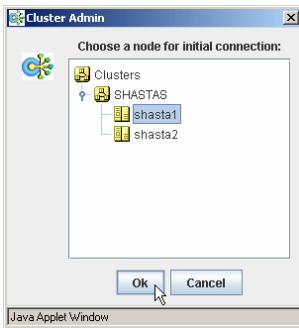 Cluster Admin
Choose a node for initial connection:
Clusters
SHASTAS
shasta1
shasta2
Ok
Cancel
Java Applet Window